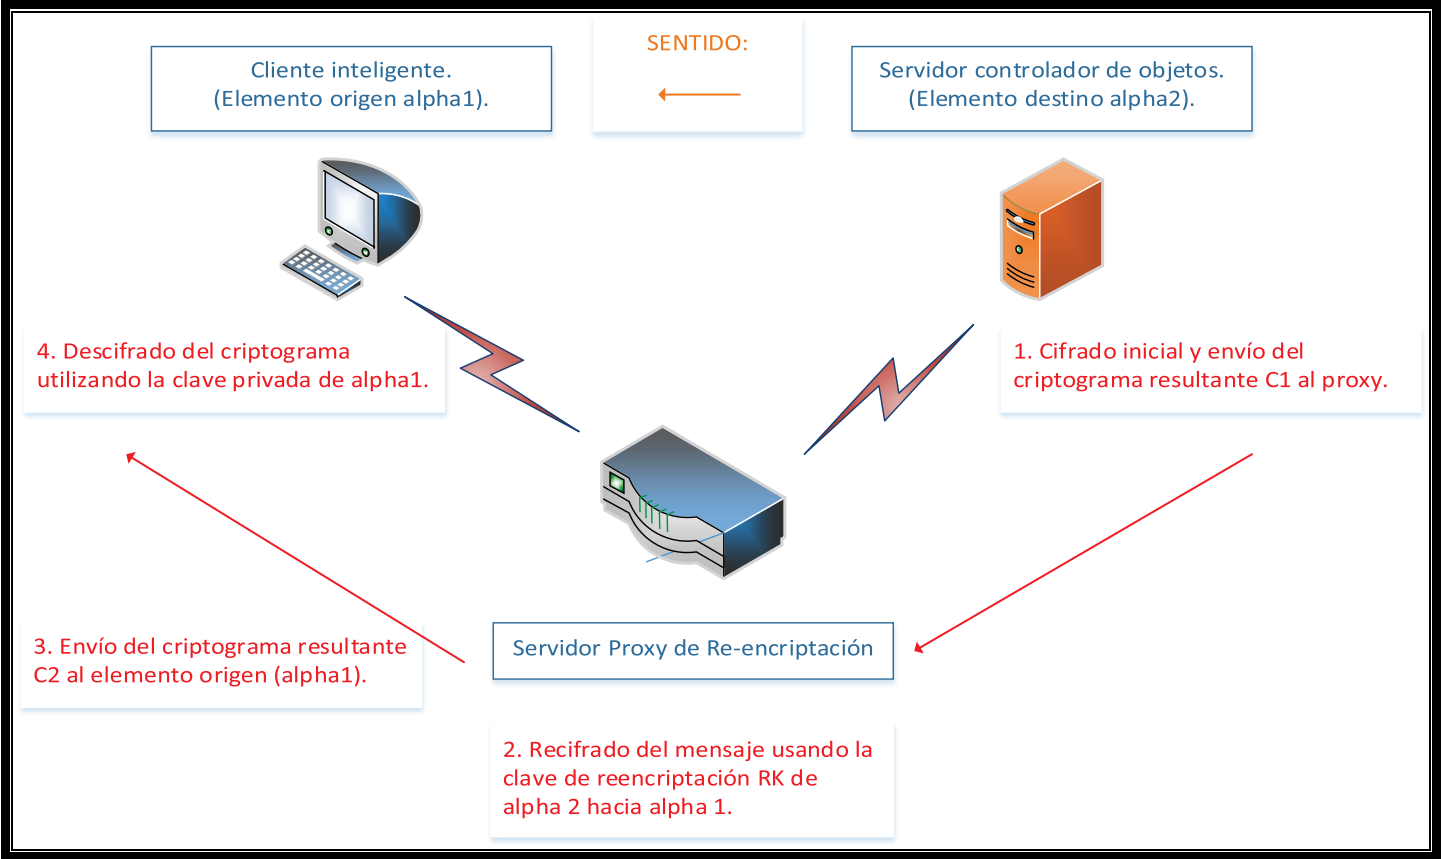 Cliente inteligente.
(Elemento origen alpha1).
SENTIDO:
Servidor controlador de objetos.
(Elemento destino alpha2).
4. Descifrado del criptograma
utilizando la clave privada de alpha1.
1. Cifrado inicial y envío del
criptograma resultante C1 al proxy.
3. Envío del criptograma resultante
C2 al elemento origen (alpha1).
Servidor Proxy de Re-encriptación
2. Recifrado del mensaje usando la
clave de reencriptación RK de
alpha 2 hacia alpha 1.